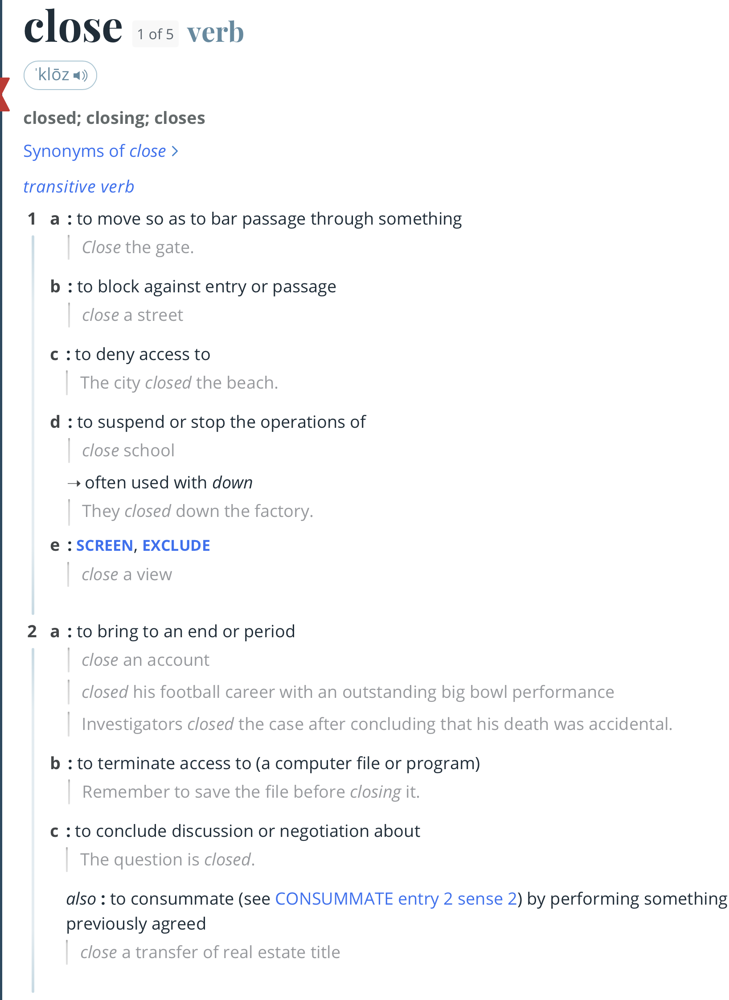 close 1 of 5 verb
ˈklōz
closed; closing; closes
Synonyms of close
transitive verb
1 a : to move so as to bar passage through something
Close the gate.
b : to block against entry or passage
close a street
c : to deny access to
The city closed the beach.
d : to suspend or stop the operations of
close school
→ often used with down
They closed down the factory.
e : SCREEN, EXCLUDE
close a view
2 a : to bring to an end or period
close an account
closed his football career with an outstanding big bowl performance
Investigators closed the case after concluding that his death was accidental.
b : to terminate access to (a computer file or program)
Remember to save the file before closing it.
c : to conclude discussion or negotiation about
The question is closed.
also : to consummate (see CONSUMMATE entry 2 sense 2) by performing something
previously agreed
close a transfer of real estate title